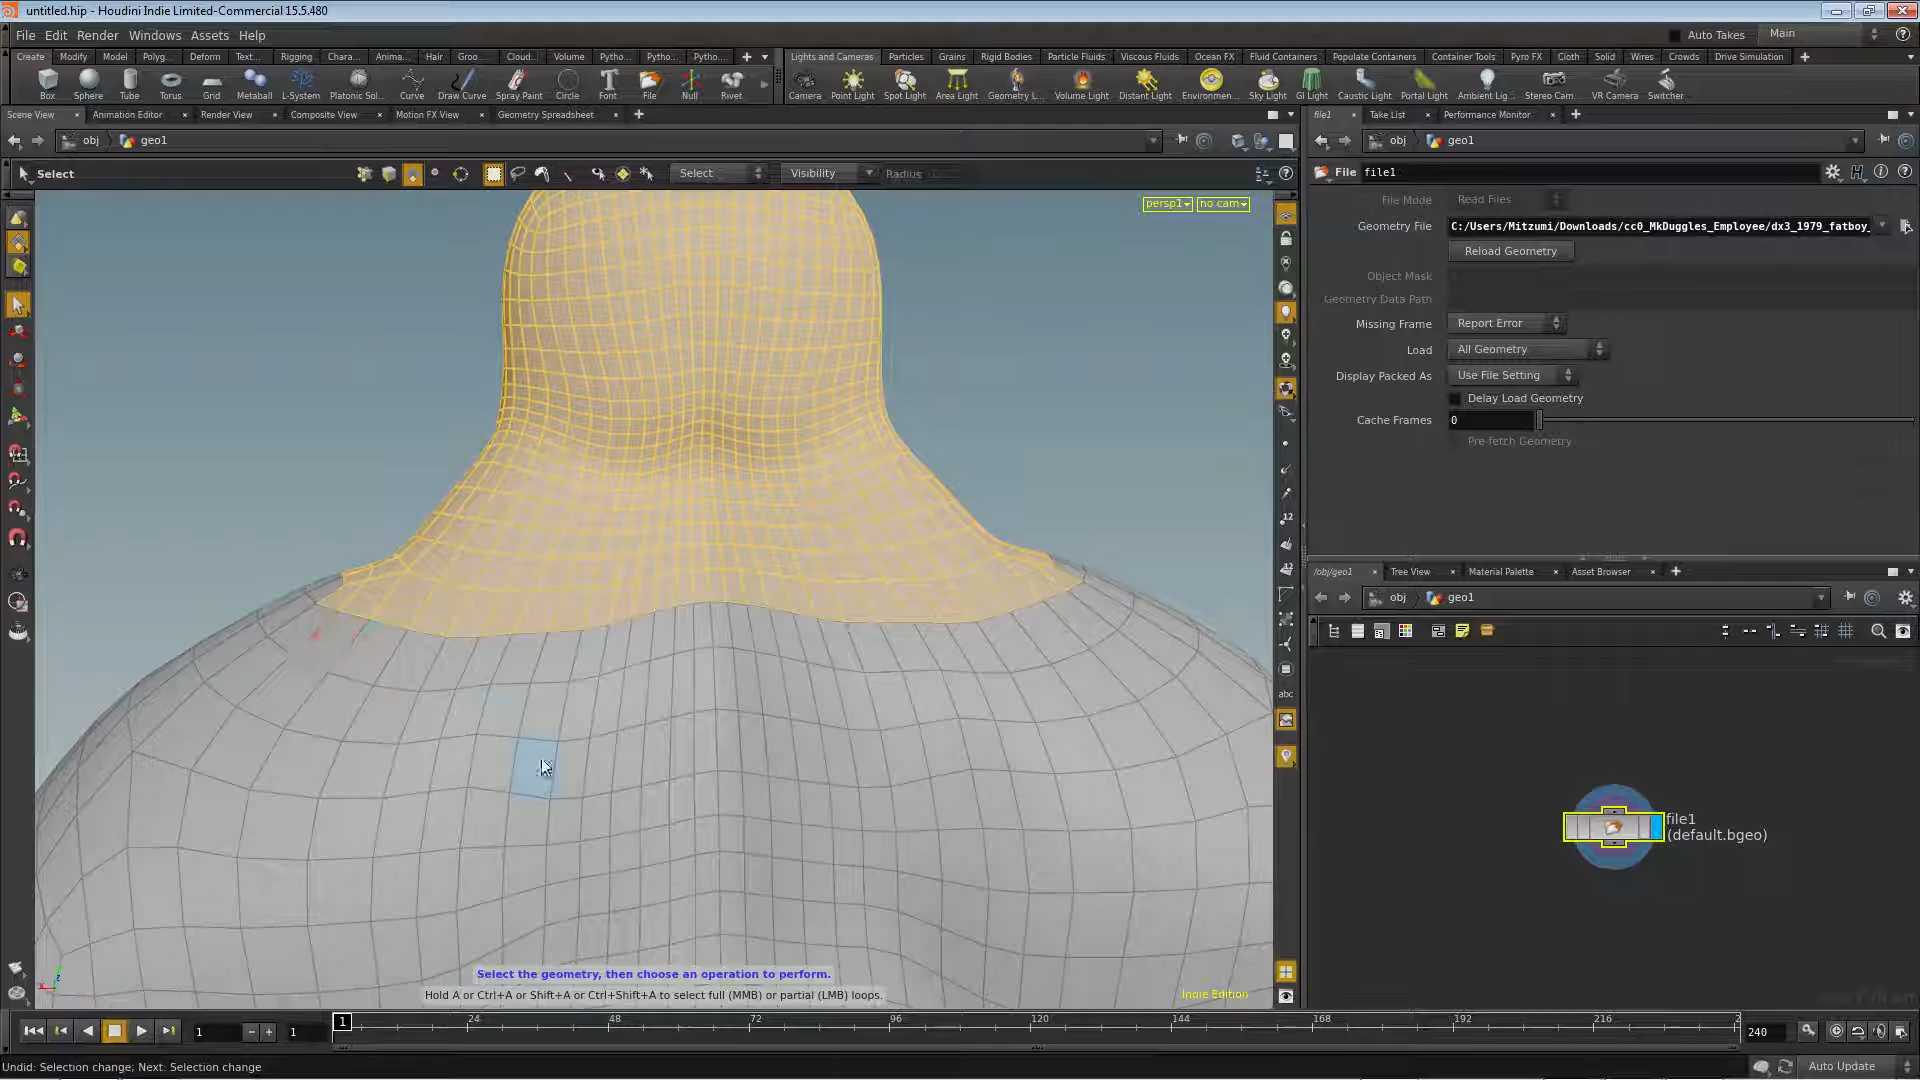 untitled.hip - Houdini Indie Limited-Commercial 15.5.480
File Edit Render Windows Assets Help
Auto Takes Main
Create Modify Model Polyg... Deform Text... Rigging Chara... Anima... Hair Groo... Cloud... Volume Pytho... Pytho... Pytho...
Lights and Cameras Particles Grains Rigid Bodies Particle Fluids Viscous Fluids Ocean FX Fluid Containers Populate Containers Container Tools Pyro FX Cloth Solid Wires Crowds Drive Simulation
Box Sphere Tube Torus Grid Metaball L-System Platonic Sol... Curve Draw Curve Spray Paint Circle Font File Null Rivet
Camera Point Light Spot Light Area Light Geometry L... Volume Light Distant Light Environmen... Sky Light GI Light Caustic Light Portal Light Ambient Lig... Stereo Cam... VR Camera Switcher
Scene View Animation Editor Render View Composite View Motion FX View Geometry Spreadsheet
file1 Take List Performance Monitor
obj geo1
obj geo1
Select Select Visibility Radius
File file1
persp1 no cam
File Mode Read Files
Geometry File C:/Users/Mitzumi/Downloads/cc0_MkDuggles_Employee/dx3_1979_fatboy_
Reload Geometry
Object Mask
Geometry Data Path
Missing Frame Report Error
Load All Geometry
Display Packed As Use File Setting
Delay Load Geometry
Cache Frames 0
Pre-fetch Geometry
12
12
abc
/obj/geo1 Tree View Material Palette Asset Browser
obj geo1
file1
(default.bgeo)
Select the geometry, then choose an operation to perform.
Hold A or Ctrl+A or Shift+A or Ctrl+Shift+A to select full (MMB) or partial (LMB) loops.
Indie Edition
1 1 1 24 48 72 96 120 144 168 192 216 2 240
Undid: Selection change; Next: Selection change
Auto Update